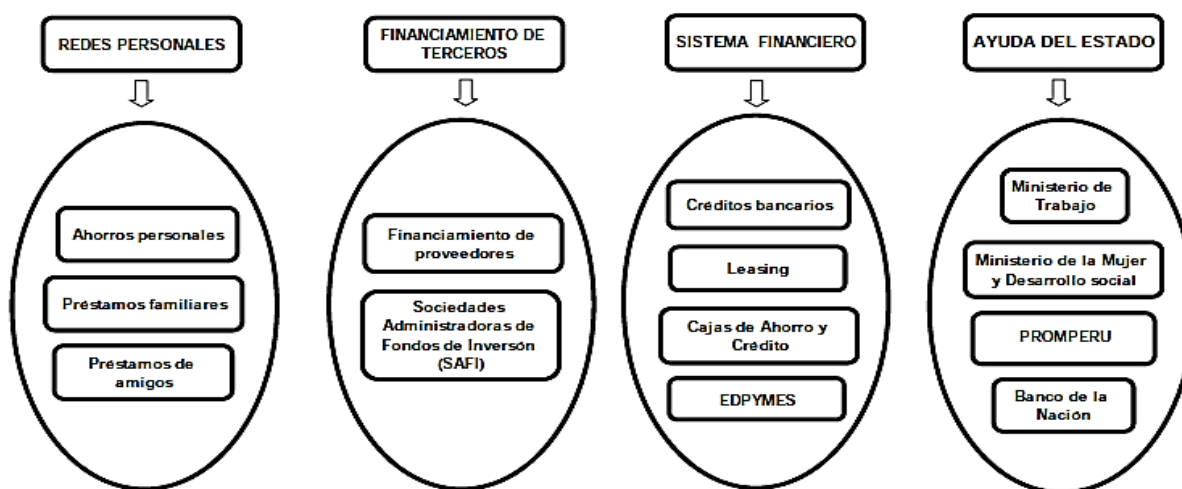 REDES PERSONALES
Ahorros personales
Préstamos familiares
Préstamos de
amigos
FINANCIAMIENTO DE
TERCEROS
Financiamiento de
proveedores
Sociedades
Administradoras de
Fondos de Inversón
(SAFI)
SISTEMA FINANCIERO
Créditos bancarios
Leasing
Cajas de Ahorro y
Crédito
EDPYMES
AYUDA DEL ESTADO
Ministerio de
Trabajo
Ministerio de la Mujer
y Desarrollo social
PROMPERU
Banco de la
Nación